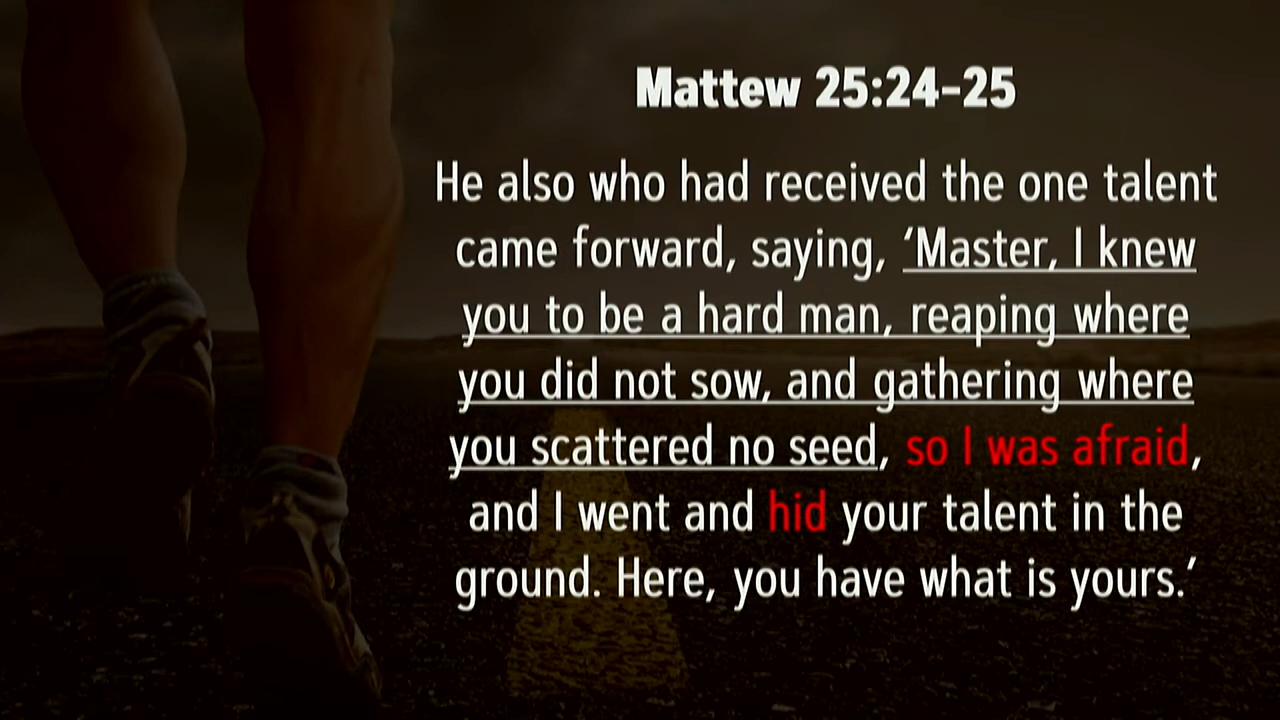 Mattew 25:24-25
He also who had received the one talent
came forward, saying, ‘Master, I knew
you to be a hard man, reaping where
you did not sow, and gathering where
you scattered no seed, so I was afraid,
and I went and hid your talent in the
ground. Here, you have what is yours.’